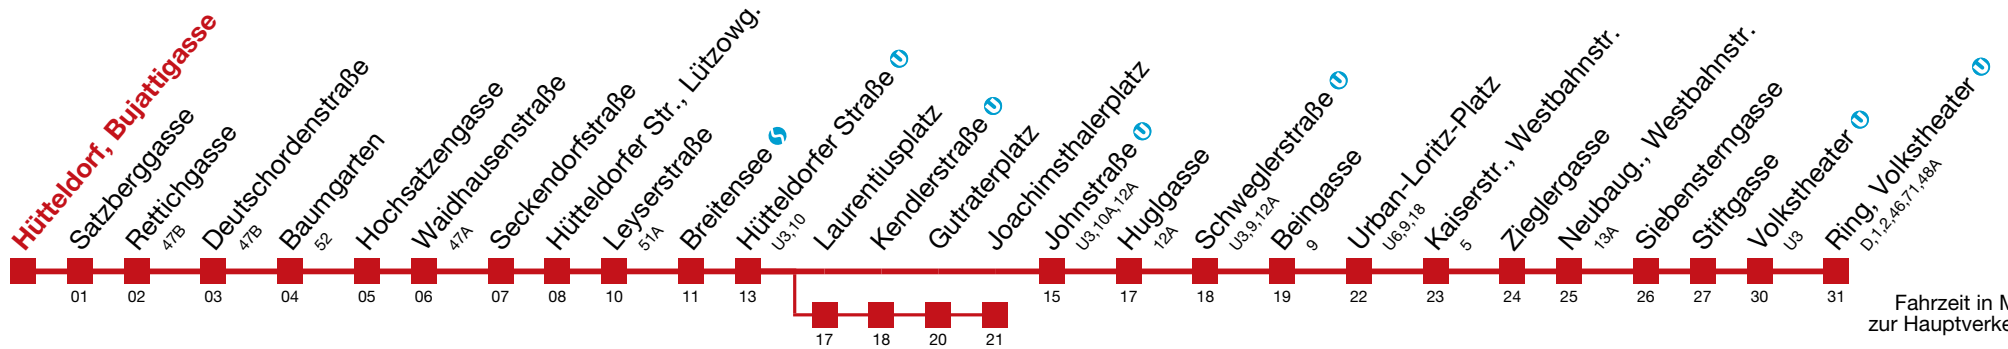 Hütteldorf, Bujattigasse
Satzberggasse
Rettichgasse
47B
Deutschordenstraße
47B
Baumgarten
52
Hochsatzengasse
Waidhausenstraße
47A
Seckendorfstraße
Hütteldorfer Str., Lützowg.
Leyserstraße
51A
Breitensee
Hütteldorfer Straße U
U3,10
Laurentiusplatz
Kendlerstraße U
Gutraterplatz
Joachimsthalerplatz
Johnstraße U
U3,10A,12A
Huglgasse
12A
Schweglerstraße U
U3,9,12A
Beingasse
9
Urban-Loritz-Platz
U6,9,18
Kaiserstr., Westbahnstr.
5
Zieglergasse
Neubaug., Westbahnstr.
13A
Siebensterngasse
Stiftgasse
Volkstheater U
U3
Ring, Volkstheater U
D,1,2,46,71,48A
01 02 03 04 05 06 07 08 10 11 13 15 17 18 19 22 23 24 25 26 27 30 31
17 18 20 21
Fahrzeit in M
zur Hauptverke